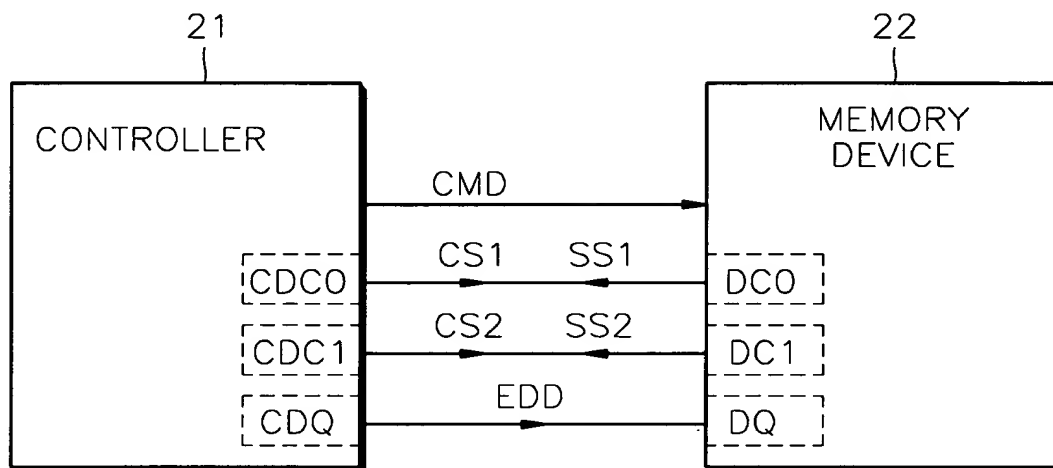 21
22
CONTROLLER
MEMORY
DEVICE
CMD
CDC0
CS1
SS1
DC0
CDC1
CS2
SS2
DC1
CDQ
EDD
DQ